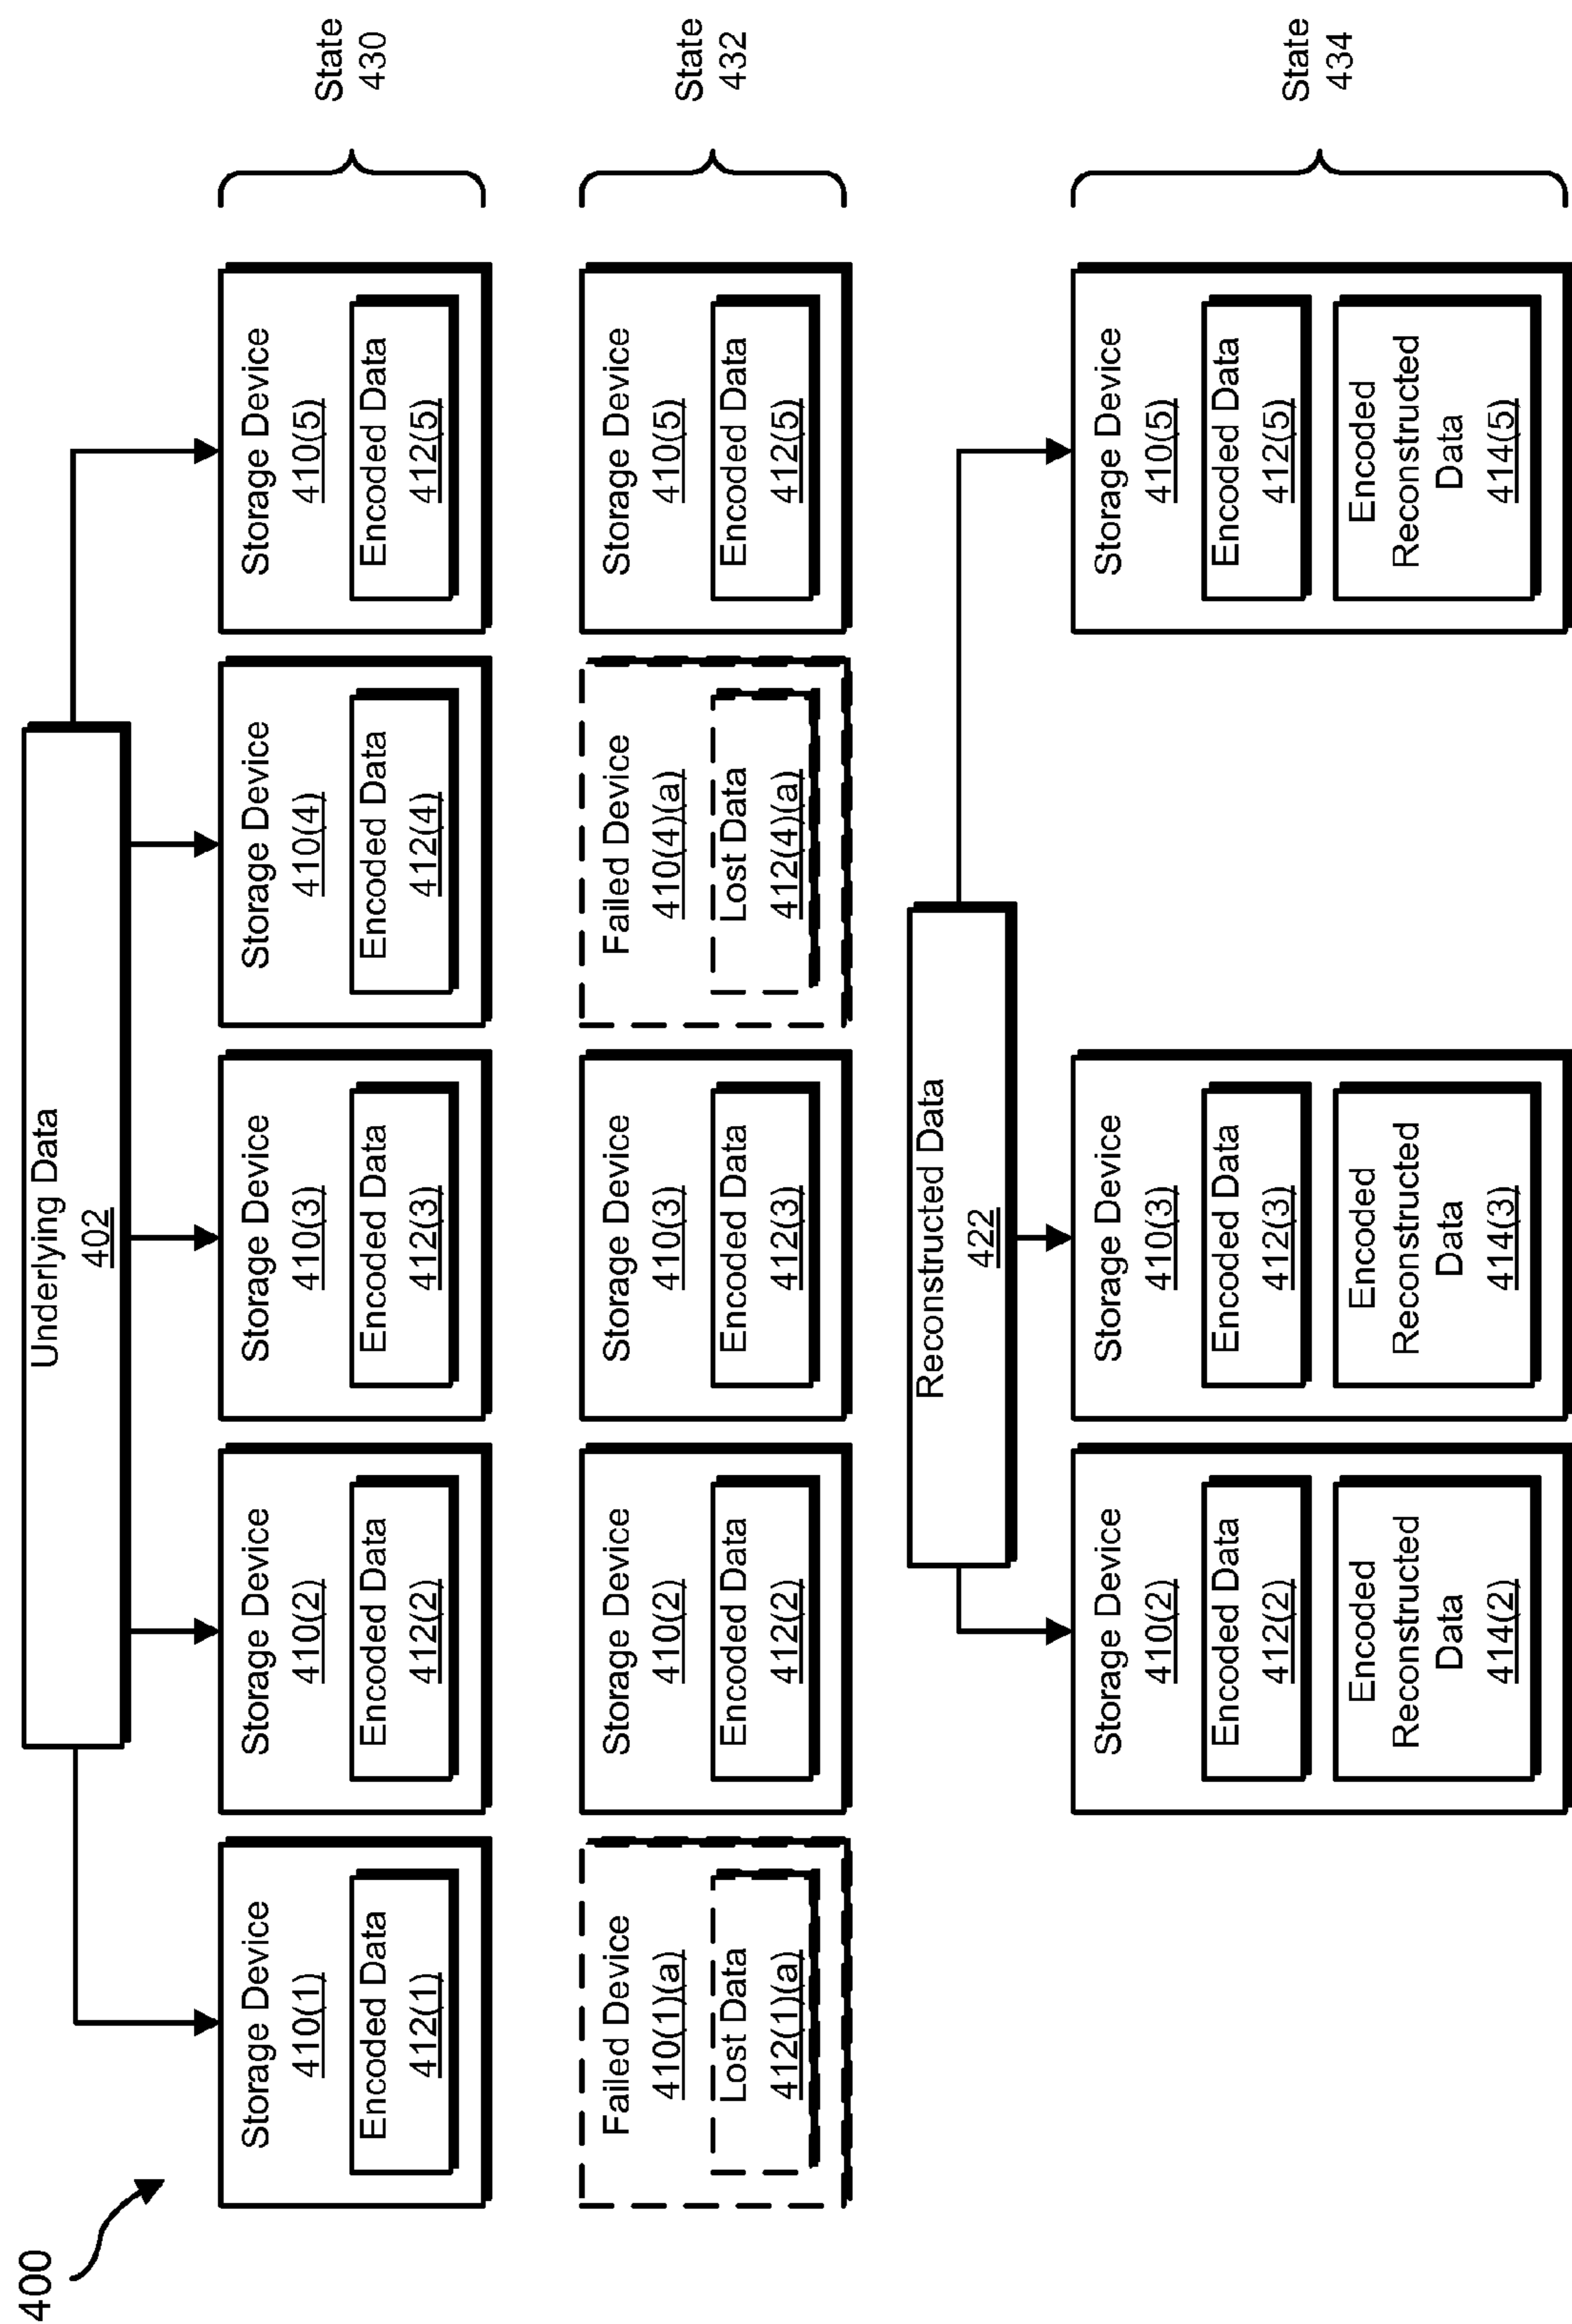 400
Underlying Data
402
Storage Device
410(1)
Encoded Data
412(1)
Storage Device
410(2)
Encoded Data
412(2)
Storage Device
410(3)
Encoded Data
412(3)
Storage Device
410(4)
Encoded Data
412(4)
Storage Device
410(5)
Encoded Data
412(5)
State
430
Failed Device
410(1)(a)
Lost Data
412(1)(a)
Storage Device
410(2)
Encoded Data
412(2)
Storage Device
410(3)
Encoded Data
412(3)
Failed Device
410(4)(a)
Lost Data
412(4)(a)
Storage Device
410(5)
Encoded Data
412(5)
State
432
Reconstructed Data
422
Storage Device
410(2)
Encoded Data
412(2)
Encoded
Reconstructed
Data
414(2)
Storage Device
410(3)
Encoded Data
412(3)
Encoded
Reconstructed
Data
414(3)
Storage Device
410(5)
Encoded Data
412(5)
Encoded
Reconstructed
Data
414(5)
State
434